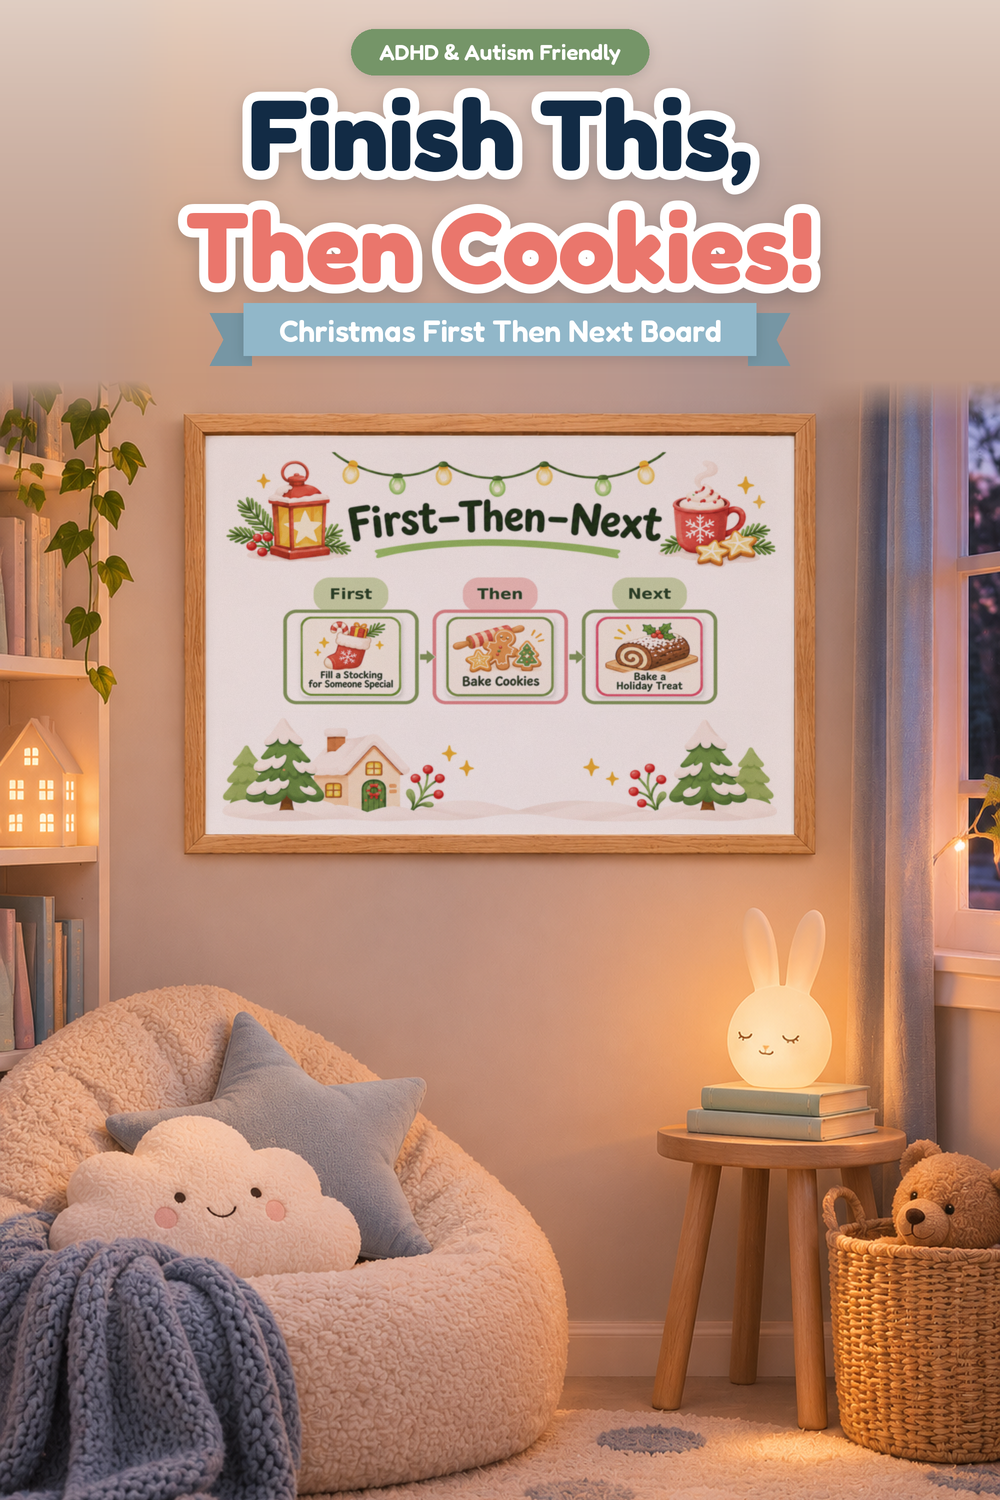 ADHD & Autism Friendly
Finish This,
Then Cookies!
Christmas First Then Next Board
First-Then-Next
First
Then
Next
Fill a Stocking
for Someone Special
Bake Cookies
Bake a
Holiday Treat